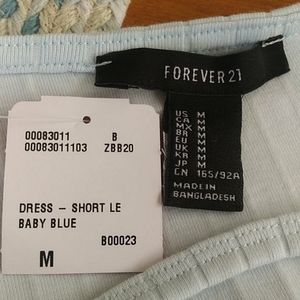 FOREVER 21
US M
CA M
MX M
BR M
EU M
UK M
KR M
JP M
CN 165/92A
MADE IN
BANGLADESH
00083011 B
00083011103 ZBB20
DRESS – SHORT LE
BABY BLUE
B00023
M